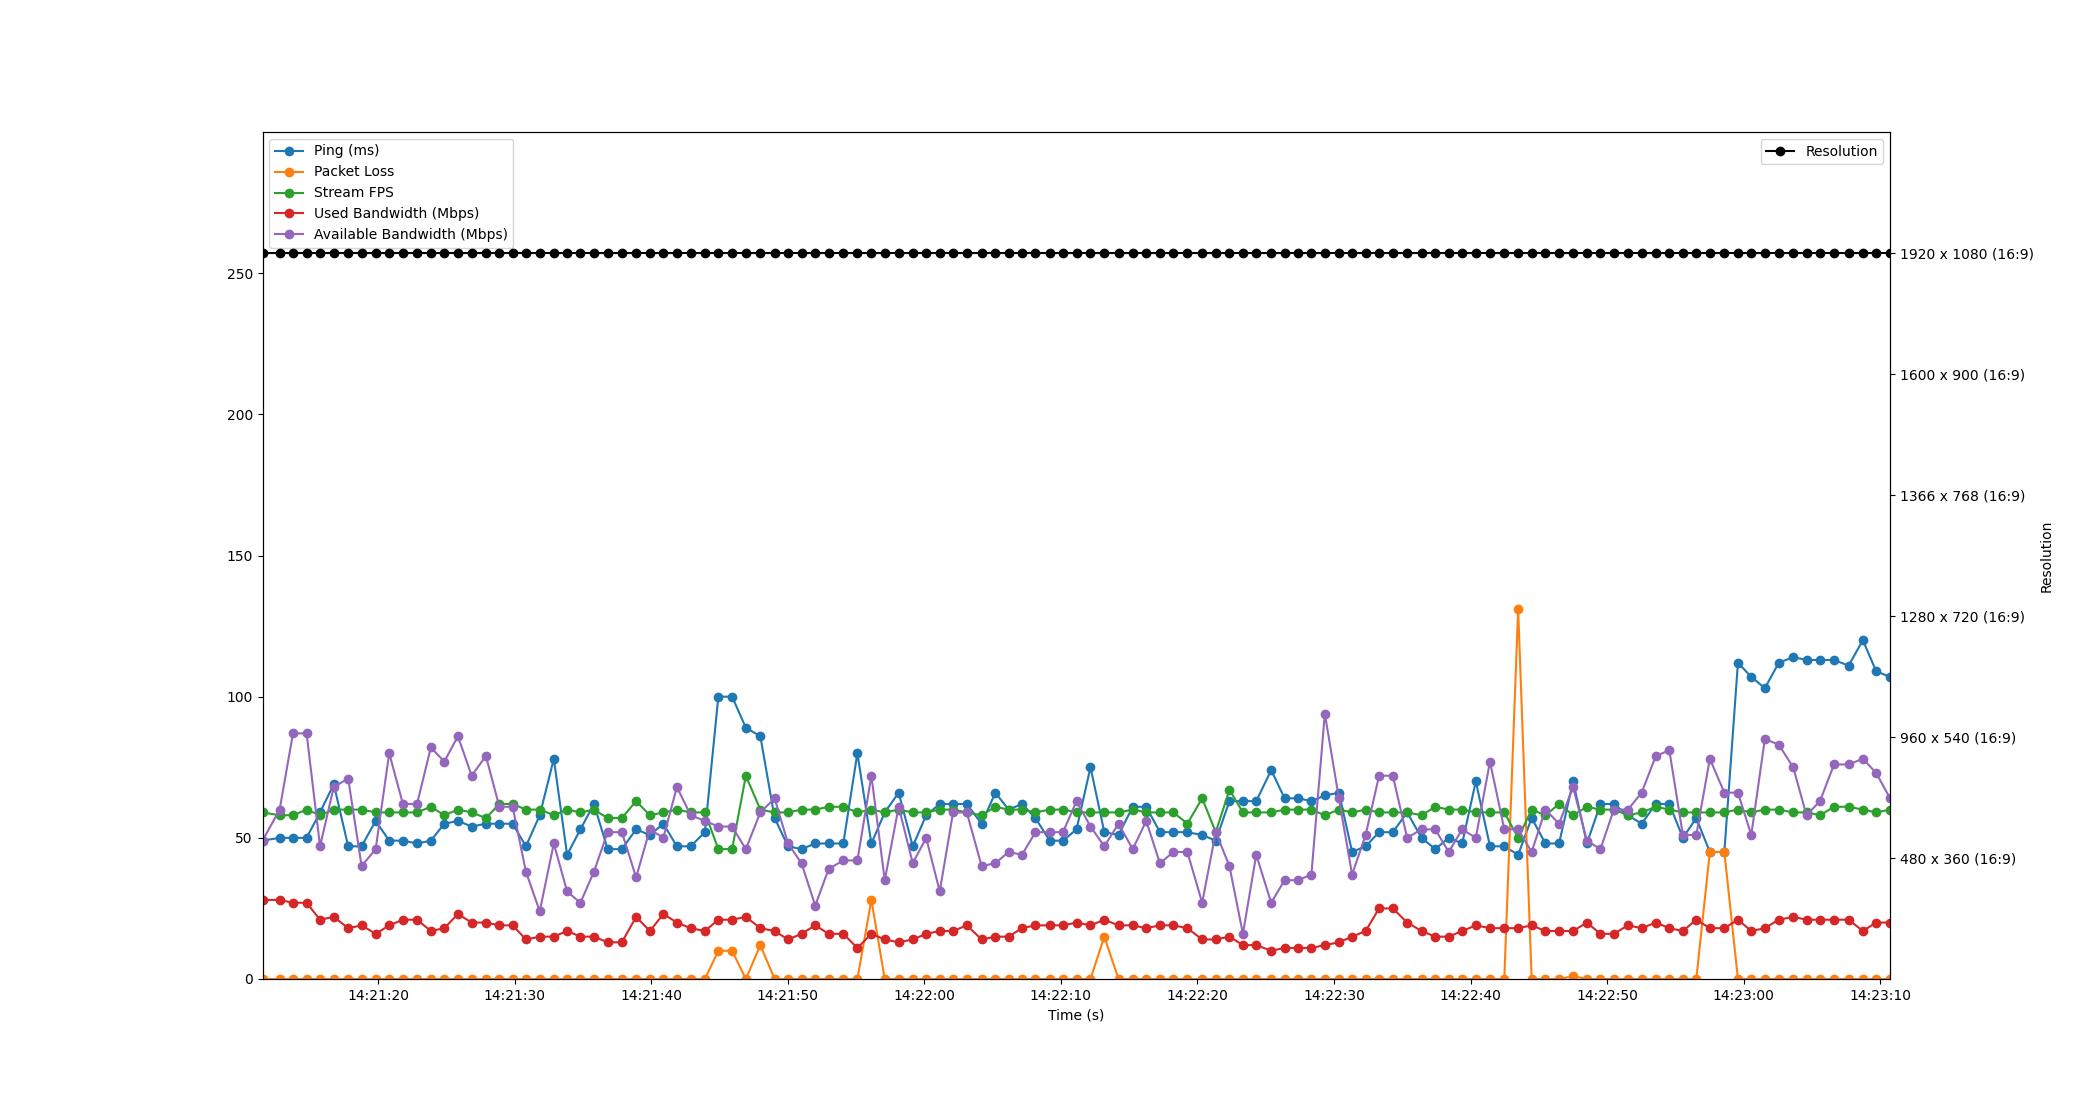 Ping (ms)
Packet Loss
Stream FPS
Used Bandwidth (Mbps)
Available Bandwidth (Mbps)
Resolution
250
200
150
100
50
0
1920 x 1080 (16:9)
1600 x 900 (16:9)
1366 x 768 (16:9)
1280 x 720 (16:9)
960 x 540 (16:9)
480 x 360 (16:9)
Resolution
14:21:20 14:21:30 14:21:40 14:21:50 14:22:00 14:22:10 14:22:20 14:22:30 14:22:40 14:22:50 14:23:00 14:23:10
Time (s)